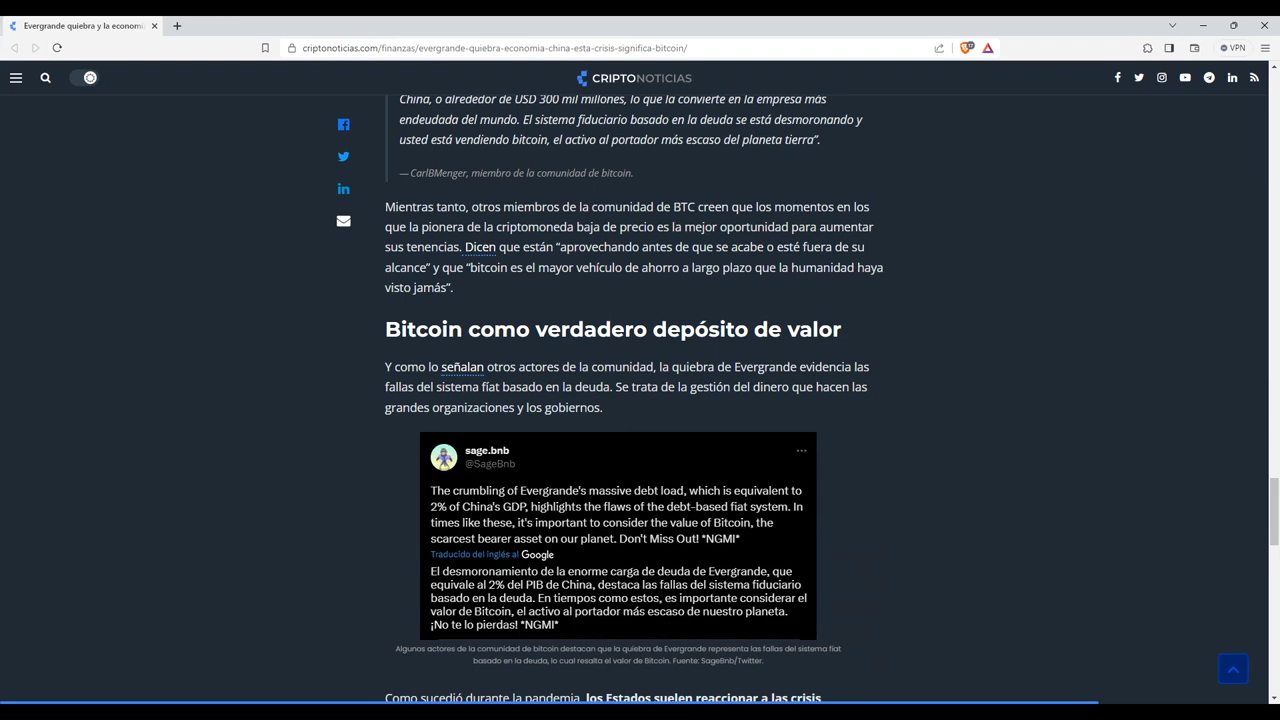 Evergrande quiebra y la economí
criptonoticias.com/finanzas/evergrande-quiebra-economia-china-esta-crisis-significa-bitcoin/
17
VPN
CRIPTONOTICIAS
China, o alrededor de USD 300 mil millones, lo que la convierte en la empresa más
endeudada del mundo. El sistema fiduciario basado en la deuda se está desmoronando y
usted está vendiendo bitcoin, el activo al portador más escaso del planeta tierra”.
— CarlBMenger, miembro de la comunidad de bitcoin.
Mientras tanto, otros miembros de la comunidad de BTC creen que los momentos en los
que la pionera de la criptomoneda baja de precio es la mejor oportunidad para aumentar
sus tenencias. Dicen que están “aprovechando antes de que se acabe o esté fuera de su
alcance” y que “bitcoin es el mayor vehículo de ahorro a largo plazo que la humanidad haya
visto jamás”.
Bitcoin como verdadero depósito de valor
Y como lo señalan otros actores de la comunidad, la quiebra de Evergrande evidencia las
fallas del sistema fíat basado en la deuda. Se trata de la gestión del dinero que hacen las
grandes organizaciones y los gobiernos.
sage.bnb
@SageBnb
The crumbling of Evergrande's massive debt load, which is equivalent to
2% of China's GDP, highlights the flaws of the debt-based fiat system. In
times like these, it's important to consider the value of Bitcoin, the
scarcest bearer asset on our planet. Don't Miss Out! *NGMI*
Traducido del inglés al Google
El desmoronamiento de la enorme carga de deuda de Evergrande, que
equivale al 2% del PIB de China, destaca las fallas del sistema fiduciario
basado en la deuda. En tiempos como estos, es importante considerar el
valor de Bitcoin, el activo al portador más escaso de nuestro planeta.
¡No te lo pierdas! *NGMI*
Algunos actores de la comunidad de bitcoin destacan que la quiebra de Evergrande representa las fallas del sistema fiat
basado en la deuda, lo cual resalta el valor de Bitcoin. Fuente: SageBnb/Twitter.
Como sucedió durante la pandemia, los Estados suelen reaccionar a las crisis